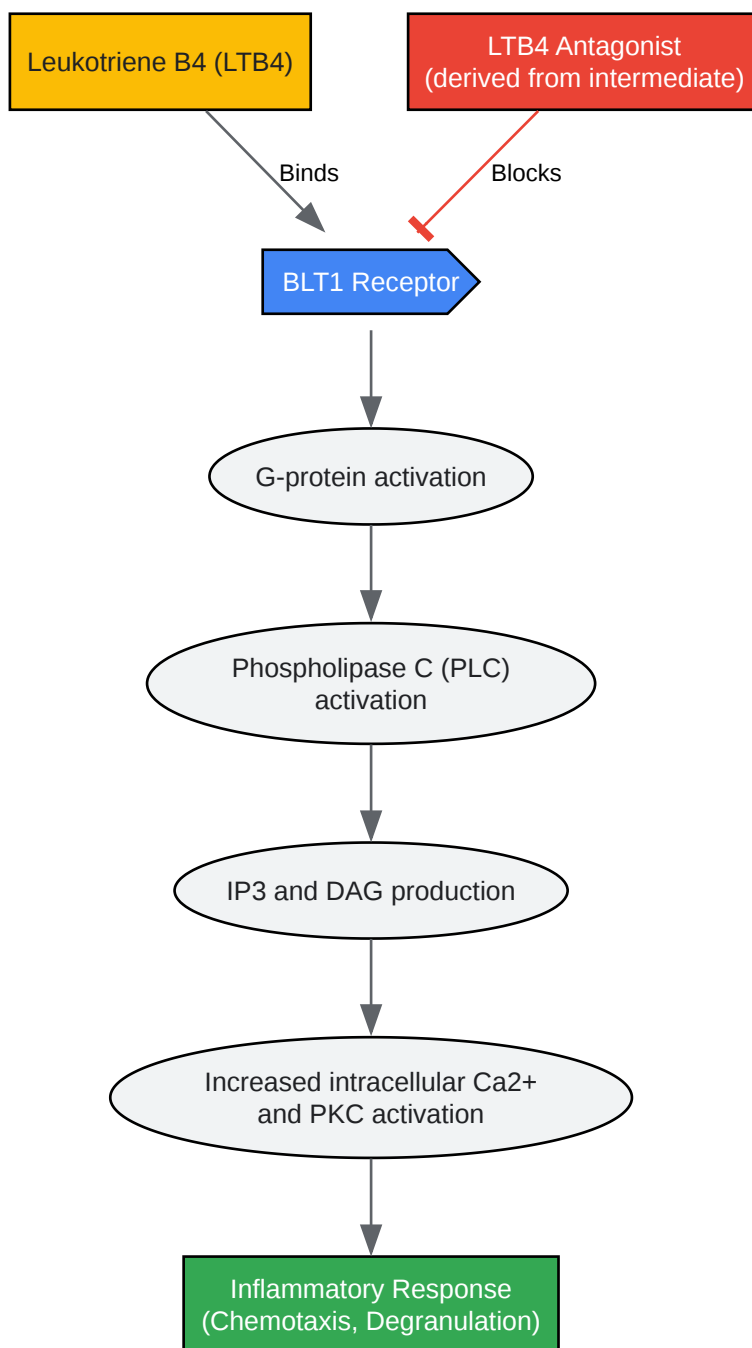 Leukotriene B4 (LTB4)
LTB4 Antagonist
(derived from intermediate)
Binds
Blocks
BLT1 Receptor
G-protein activation
Phospholipase C (PLC)
activation
IP3 and DAG production
Increased intracellular Ca2+
and PKC activation
Inflammatory Response
(Chemotaxis, Degranulation)